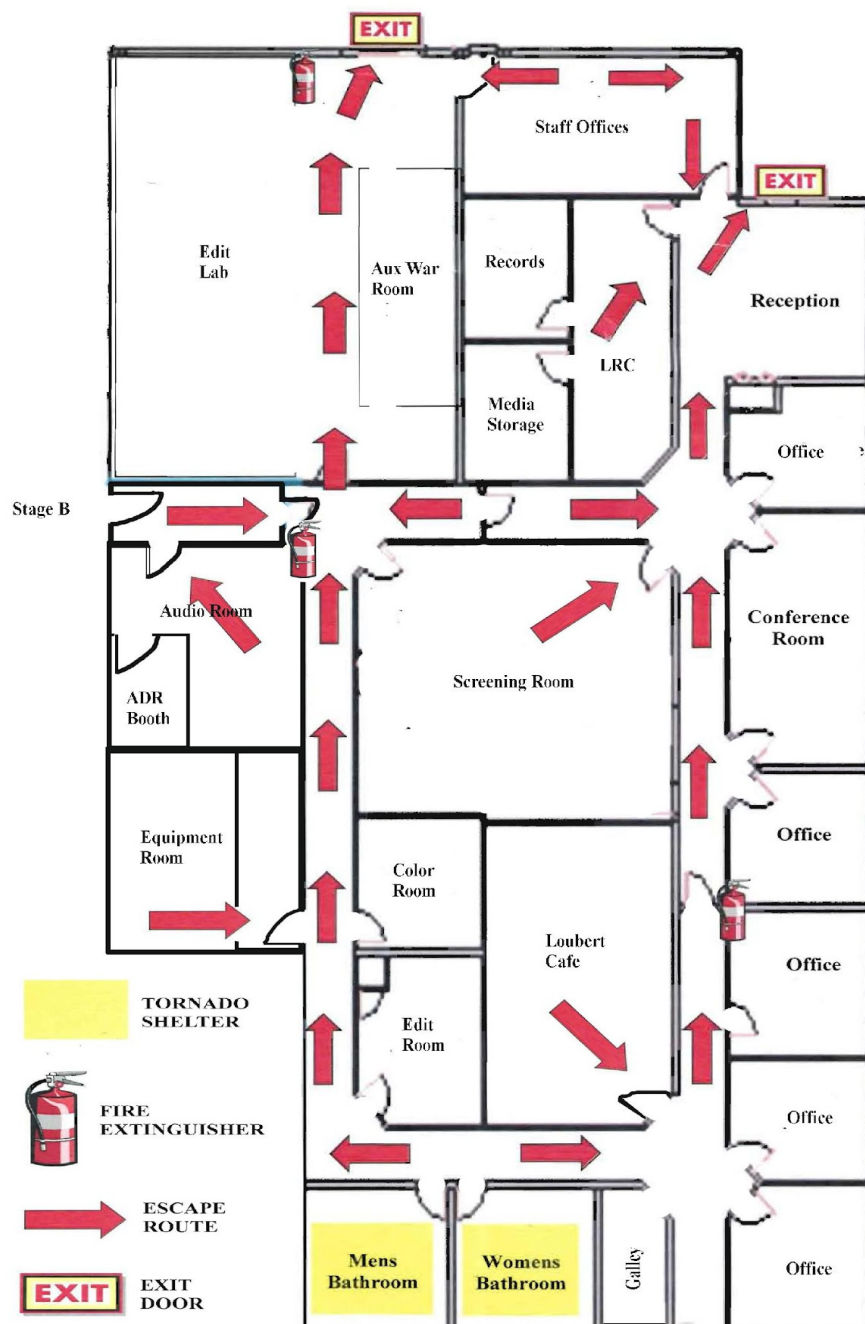 EXIT
Staff Offices
EXIT
Edit
Lab
Aux War
Room
Records
Reception
LRC
Media
Storage
Office
e
Stage B
Audio Room
Conference
Room
ADR
Booth
Screening Room
Equipment
Room
Color
Room
Office
Loubert
Cafe
Office
TORNADO
SHELTER
Edit
Room
FIRE
EXTINGUISHER
Office
ESCAPE
ROUTE
Mens
Bathroom
Womens
Bathroom
Galley
Office
EXIT
EXIT
DOOR